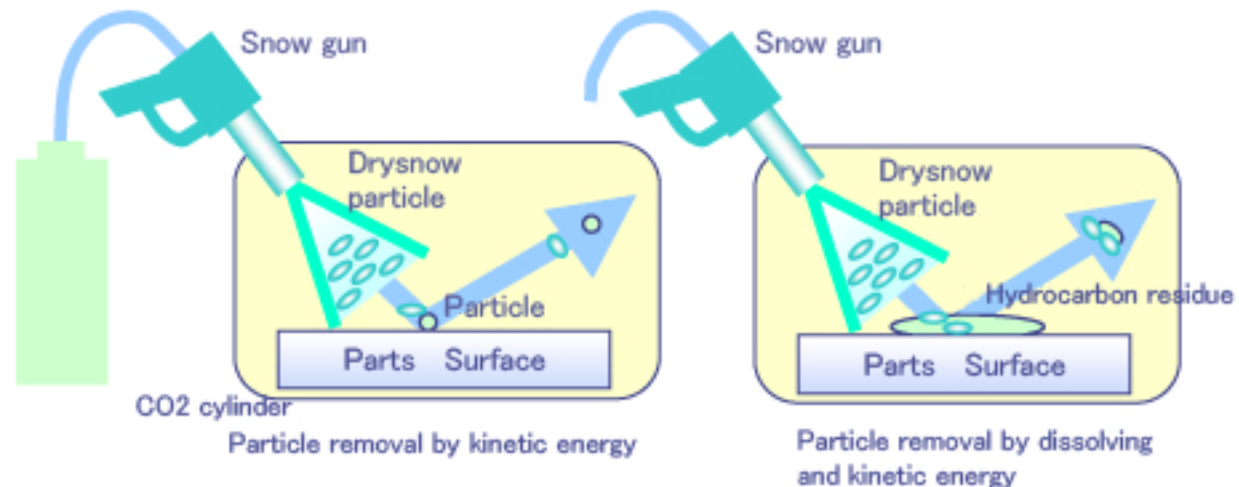 Snow gun
Drysnow
particle
Particle
Parts Surface
CO2 cylinder
Particle removal by kinetic energy
Snow gun
Drysnow
particle
Hydrocarbon residue
Parts Surface
Particle removal by dissolving
and kinetic energy